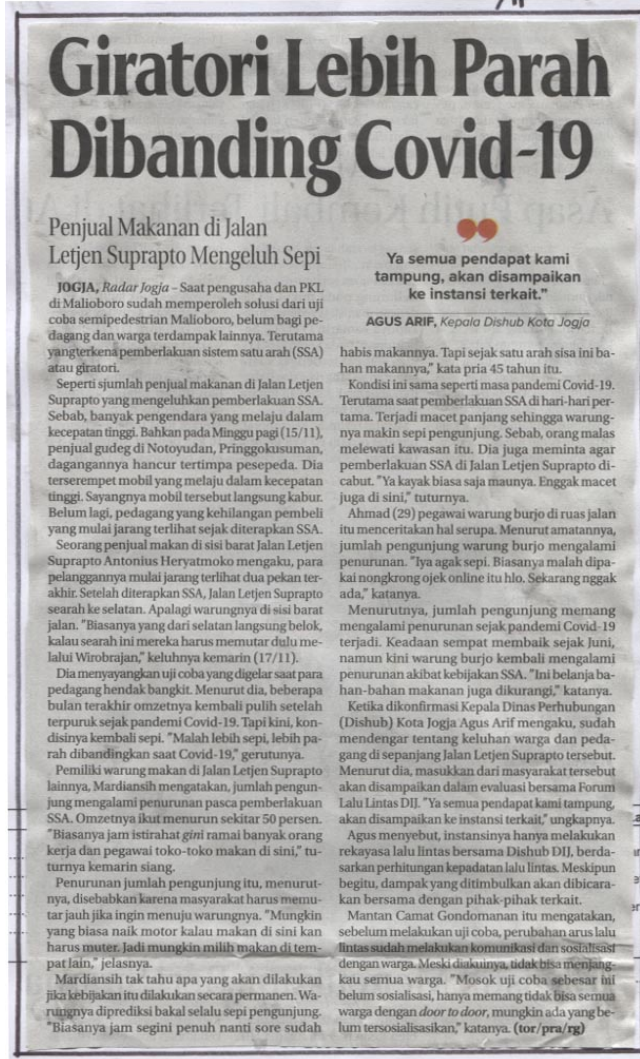 Giratori Lebih Parah
Dibanding Covid-19
Penjual Makanan di Jalan
Letjen Suprapto Mengeluh Sepi
JOGJA, Radar Jogja – Saat pengusaha dan PKL
di Malioboro sudah memperoleh solusi dari uji
coba semipedestrian Malioboro, belum bagi pe-
dagang dan warga terdampak lainnya. Terutama
yang terkena pemberlakuan sistem satu arah (SSA)
atau giratori.
Seperti sjumlah penjual makanan di Jalan Letjen
Suprapto yang mengeluhkan pemberlakuan SSA.
Sebab, banyak pengendara yang melaju dalam
kecepatan tinggi. Bahkan pada Minggu pagi (15/11),
penjual gudeg di Notoyudan, Pringgokusuman,
dagangannya hancur tertimpa pesepeda. Dia
terserempet mobil yang melaju dalam kecepatan
tinggi. Sayangnya mobil tersebut langsung kabur.
Belum lagi, pedagang yang kehilangan pembeli
yang mulai jarang terlihat sejak diterapkan SSA.
Seorang penjual makan di sisi barat Jalan Letjen
Suprapto Antonius Heryatmoko mengaku, para
pelanggannya mulai jarang terlihat dua pekan ter-
akhir. Setelah diterapkan SSA, Jalan Letjen Suprapto
searah ke selatan. Apalagi warungnya di sisi barat
jalan. "Biasanya yang dari selatan langsung belok,
kalau searah ini mereka harus memutar dulu me-
lalui Wirobrajan," keluhnya kemarin (17/11).
Dia menyayangkan uji coba yang digelar saat para
pedagang hendak bangkit. Menurut dia, beberapa
bulan terakhir omzetnya kembali pulih setelah
terpuruk sejak pandemi Covid-19. Tapi kini, kon-
disinya kembali sepi. "Malah lebih sepi, lebih pa-
rah dibandingkan saat Covid-19," gerutunya.
Pemiliki warung makan di Jalan Letjen Suprapto
lainnya, Mardiansih mengatakan, jumlah pengun-
jung mengalami penurunan pasca pemberlakuan
SSA. Omzetnya ikut menurun sekitar 50 persen.
"Biasanya jam istirahat gini ramai banyak orang
kerja dan pegawai toko-toko makan di sini," tu-
turnya kemarin siang.
Penurunan jumlah pengunjung itu, menurut-
nya, disebabkan karena masyarakat harus memu-
tar jauh jika ingin menuju warungnya. "Mungkin
yang biasa naik motor kalau makan di sini kan
harus muter. Jadi mungkin milih makan di tem-
pat lain," jelasnya.
Mardiansih tak tahu apa yang akan dilakukan
jika kebijakan itu dilakukan secara permanen. Wa-
rungnya diprediksi bakal selalu sepi pengunjung.
"Biasanya jam segini penuh nanti sore sudah
Ya semua pendapat kami
tampung, akan disampaikan
ke instansi terkait."
AGUS ARIF, Kepala Dishub Kota Jogja
habis makannya. Tapi sejak satu arah sisa ini ba-
han makannya," kata pria 45 tahun itu.
Kondisi ini sama seperti masa pandemi Covid-19.
Terutama saat pemberlakuan SSA di hari-hari per-
tama. Terjadi macet panjang sehingga warung-
nya makin sepi pengunjung. Sebab, orang malas
melewati kawasan itu. Dia juga meminta agar
pemberlakuan SSA di Jalan Letjen Suprapto di-
cabut. "Ya kayak biasa saja maunya. Enggak macet
juga di sini," tuturnya.
Ahmad (29) pegawai warung burjo di ruas jalan
itu menceritakan hal serupa. Menurut amatannya,
jumlah pengunjung warung burjo mengalami
penurunan. "Iya agak sepi. Biasanya malah dipa-
kai nongkrong ojek online itu hlo. Sekarang nggak
ada," katanya.
Menurutnya, jumlah pengunjung memang
mengalami penurunan sejak pandemi Covid-19
terjadi. Keadaan sempat membaik sejak Juni,
namun kini warung burjo kembali mengalami
penurunan akibat kebijakan SSA. "Ini belanja ba-
han-bahan makanan juga dikurangi," katanya.
Ketika dikonfirmasi Kepala Dinas Perhubungan
(Dishub) Kota Jogja Agus Arif mengaku, sudah
mendengar tentang keluhan warga dan peda-
gang di sepanjang Jalan Letjen Suprapto tersebut.
Menurut dia, masukkan dari masyarakat tersebut
akan disampaikan dalam evaluasi bersama Forum
Lalu Lintas DIJ. "Ya semua pendapat kami tampung,
akan disampaikan ke instansi terkait," ungkapnya.
Agus menyebut, instansinya hanya melakukan
rekayasa lalu lintas bersama Dishub DIJ, berda-
sarkan perhitungan kepadatan lalu lintas. Meskipun
begitu, dampak yang ditimbulkan akan dibicara-
kan bersama dengan pihak-pihak terkait.
Mantan Camat Gondomanan itu mengatakan,
sebelum melakukan uji coba, perubahan arus lalu
lintas sudah melakukan komunikasi dan sosialisasi
dengan warga. Meski diakuinya, tidak bisa menjang-
kau semua warga. "Mosok uji coba sebesar ini
belum sosialisasi, hanya memang tidak bisa semua
warga dengan door to door, mungkin ada yang be-
lum tersosialisasikan," katanya. (tor/pra/rg)